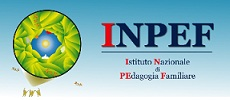 INPEF
Istituto Nazionale
di
PEdagogia Familiare